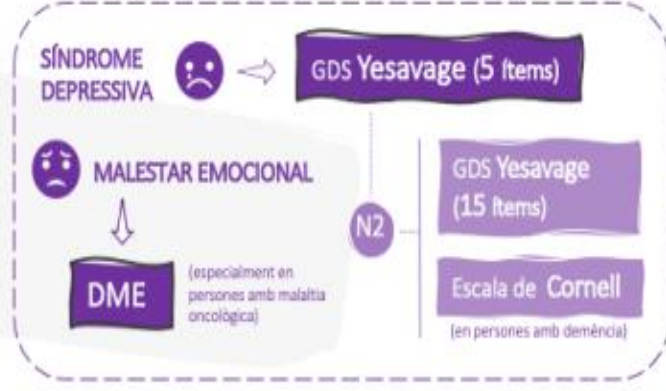 SÍNDROME
DEPRESSIVA
GDS Yesavage (5 ítems)
MALESTAR EMOCIONAL
GDS Yesavage
(15 ítems)
N2
DME
(especialment en
persones amb malaltia
oncològica)
Escala de Cornell
(en persones amb demència)